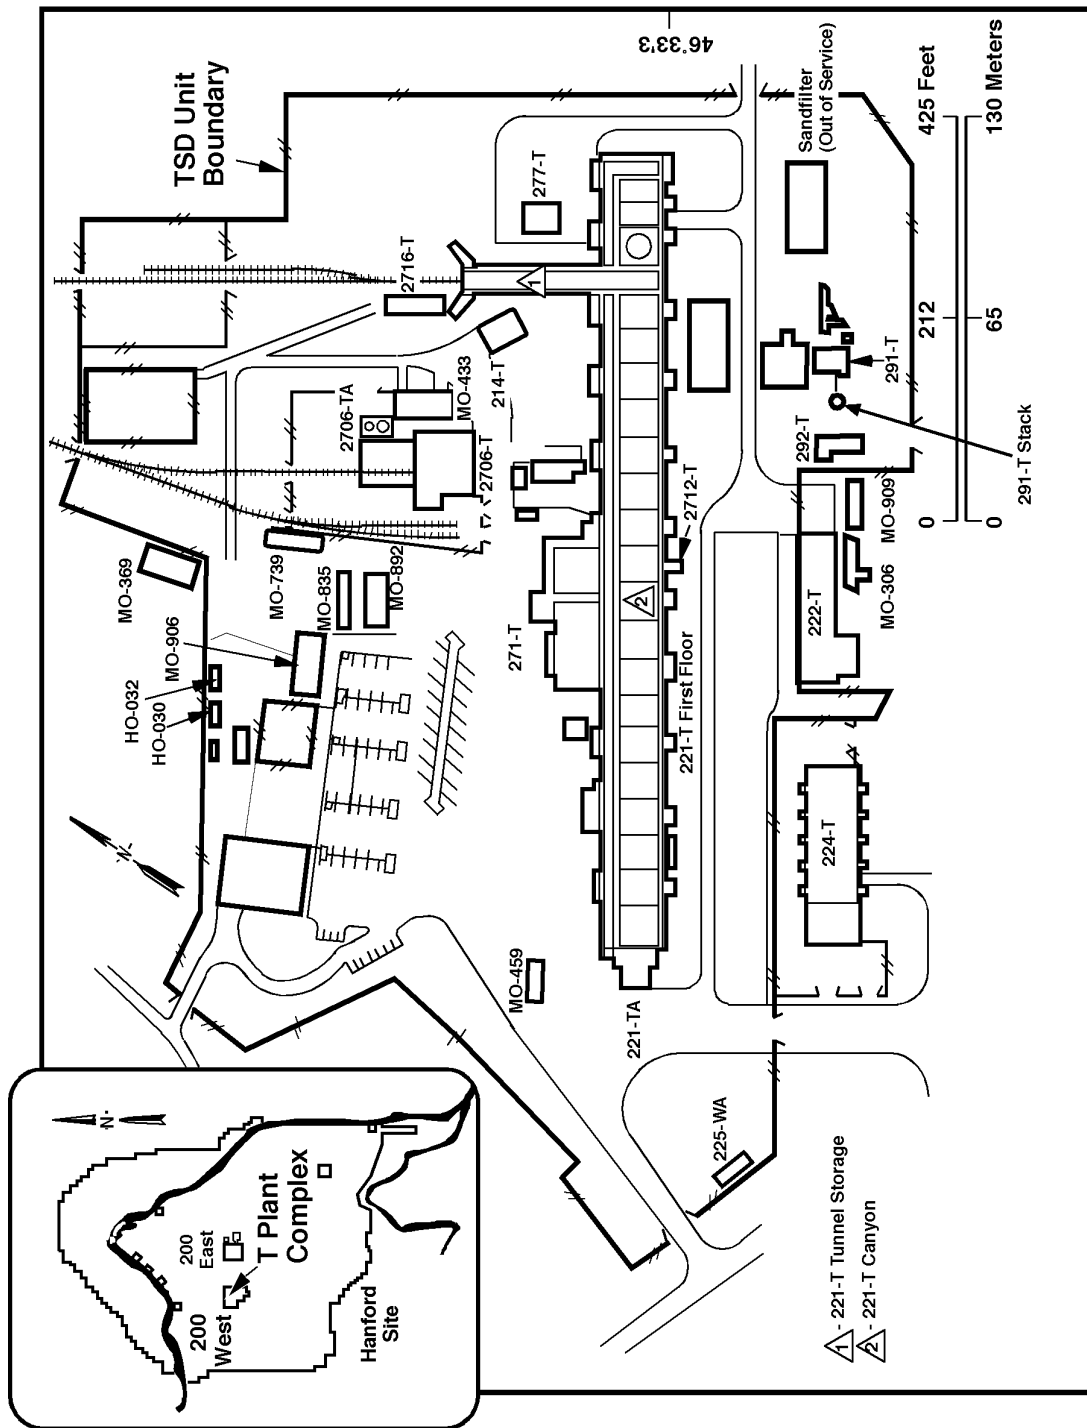 46°33'3
TSD Unit
Boundary
425 Feet
130 Meters
212
65
0
0
Sandfilter
(Out of Service)
277-T
2716-T
1
214-T
MO-433
2706-TA
2706-T
291-T
291-T Stack
292-T
MO-909
MO-306
222-T
2712-T
2
221-T First Floor
271-T
MO-369
MO-739
MO-835
MO-892
MO-906
HO-032
HO-030
-N-
224-T
MO-459
221-TA
225-WA
-N-
200
East
T Plant
Complex
200
West
Hanford
Site
1 - 221-T Tunnel Storage
2 - 221-T Canyon